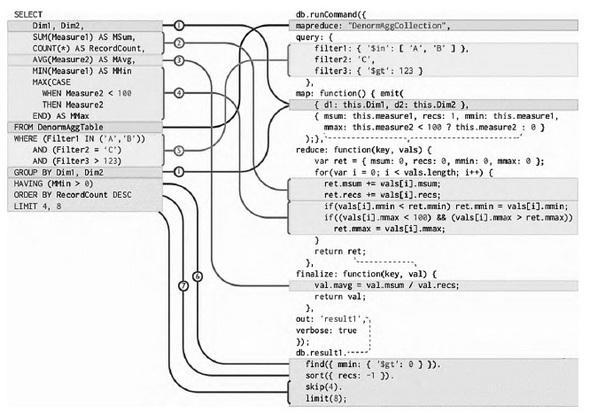 SELECT
Dim1, Dim2,
SUM(Measure1) AS MSum,
COUNT(*) AS RecordCount,
AVG(Measure2) AS MAvg,
MIN(Measure1) AS MMin
MAX(CASE
WHEN Measure2 < 100
THEN Measure2
END) AS MMax
FROM DenormAggTable
WHERE (Filter1 IN ('A','B'))
AND (Filter2 = 'C')
AND (Filter3 > 123)
GROUP BY Dim1, Dim2
HAVING (MMin > 0)
ORDER BY RecordCount DESC
LIMIT 4, 8
1
2
3
4
5
1
6
7
db.runCommand({
mapreduce: "DenormAggCollection",
query: {
filter1: { '$in': [ 'A', 'B' ] },
filter2: 'C',
filter3: { '$gt': 123 }
},
map: function() { emit(
{ d1: this.Dim1, d2: this.Dim2 },
{ msum: this.measure1, recs: 1, mmin: this.measure1,
mmax: this.measure2 < 100 ? this.measure2 : 0 }
);},
reduce: function(key, vals) {
var ret = { msum: 0, recs: 0, mmin: 0, mmax: 0 };
for(var i = 0; i < vals.length; i++) {
ret.msum += vals[i].msum;
ret.recs += vals[i].recs;
if(vals[i].mmin < ret.mmin) ret.mmin = vals[i].mmin;
if((vals[i].mmax < 100) && (vals[i].mmax > ret.mmax))
ret.mmax = vals[i].mmax;
}
return ret;
},
finalize: function(key, val) {
val.mavg = val.msum / val.recs;
return val;
},
out: 'result1',
verbose: true
});
db.result1.
find({ mmin: { '$gt': 0 } }).
sort({ recs: -1 }).
skip(4).
limit(8);